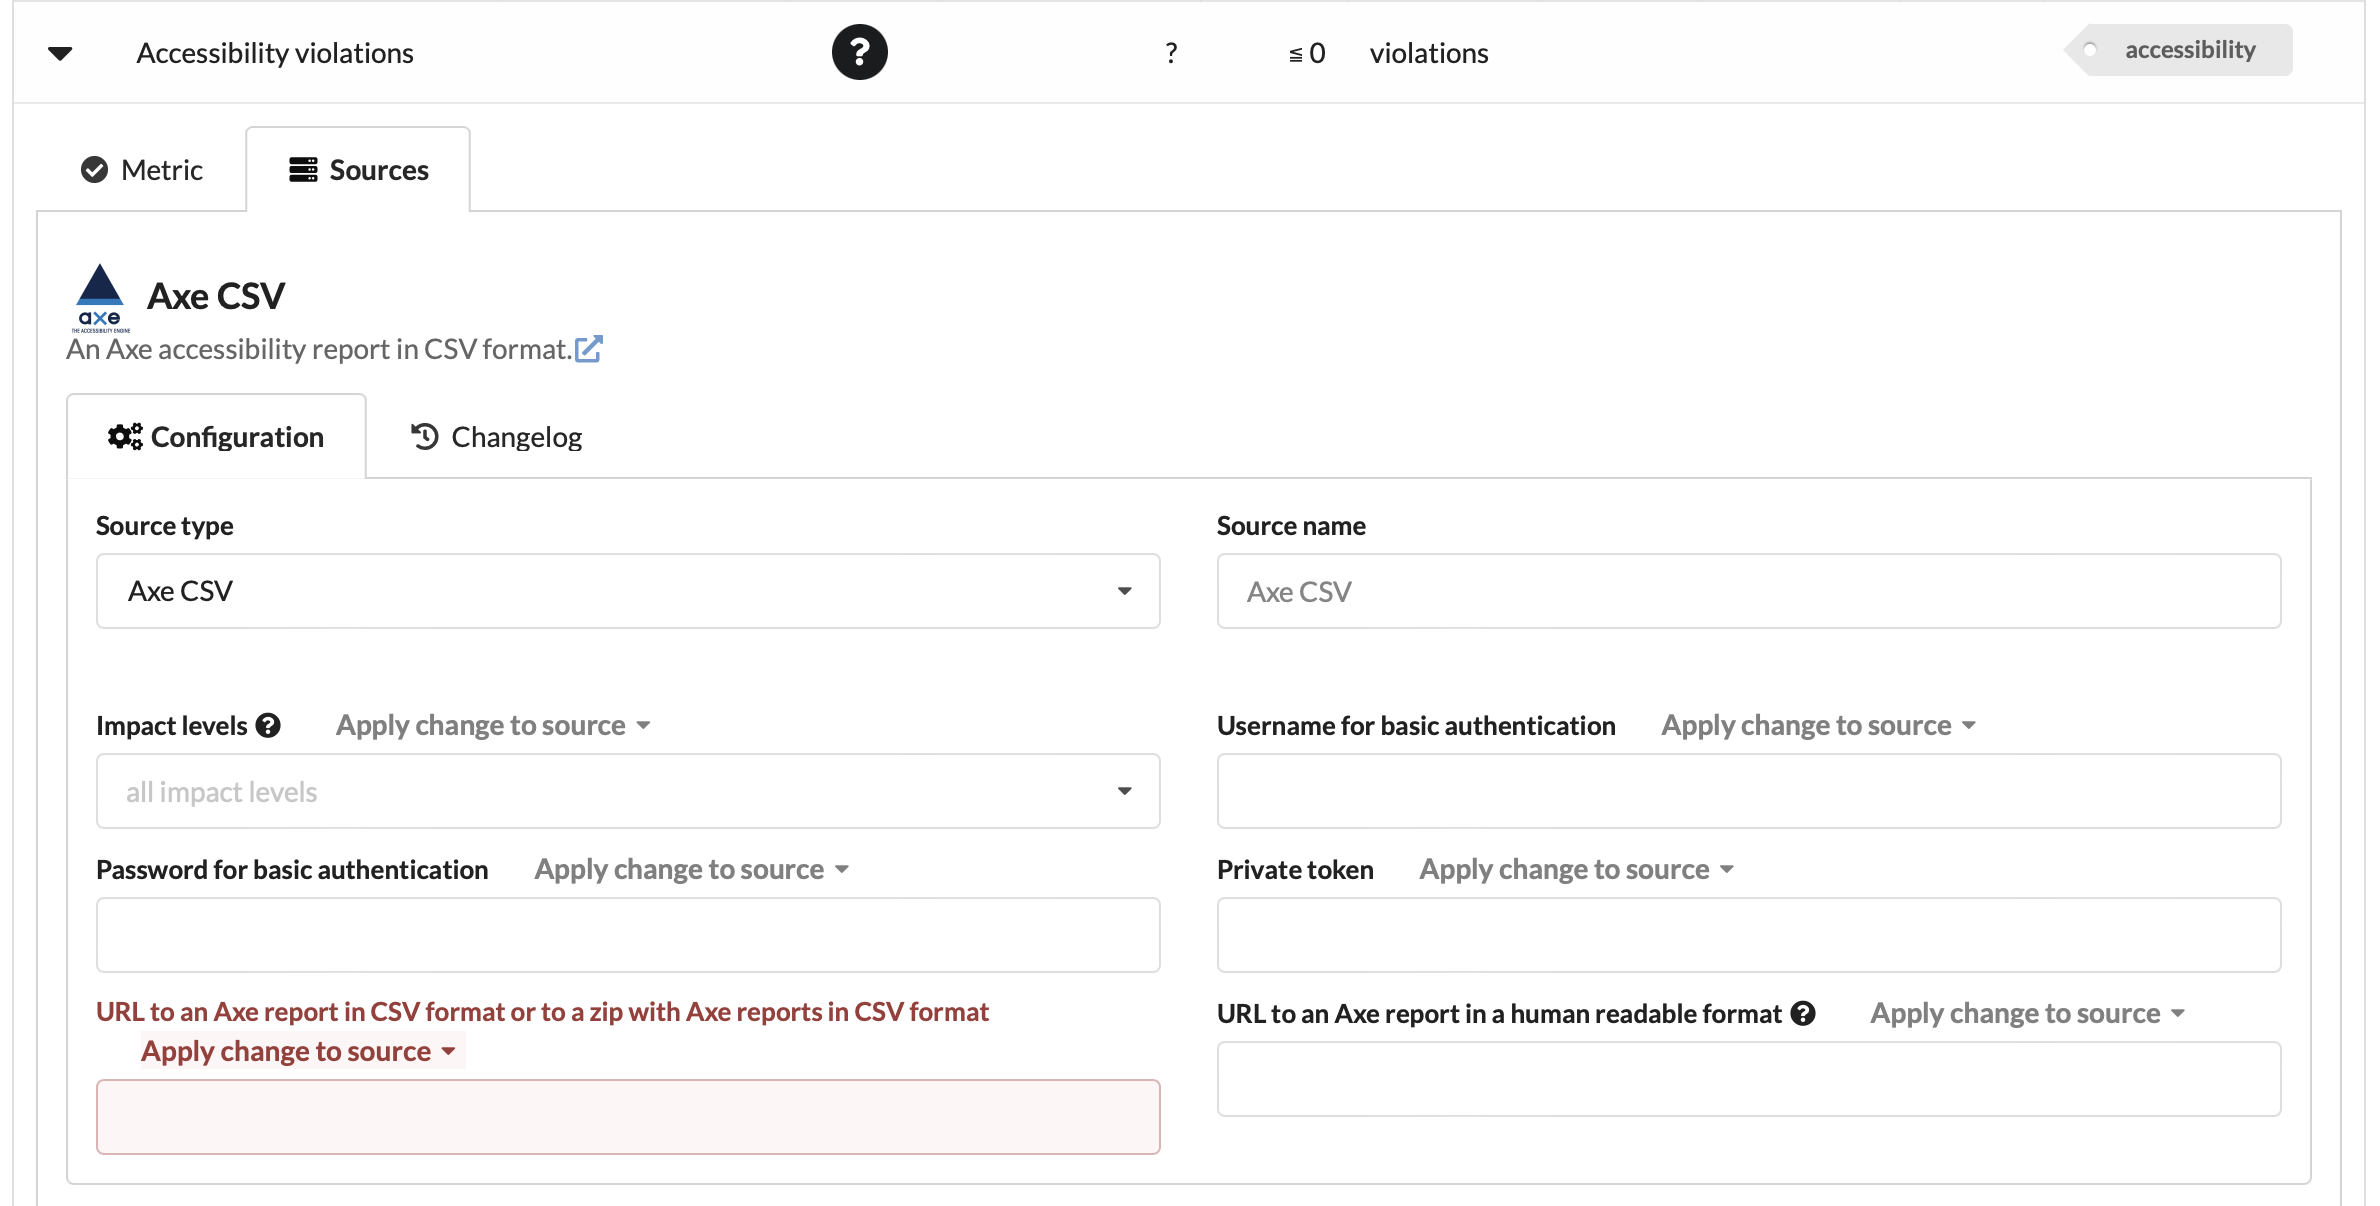 Accessibility violations ? ? ≦ 0 violations accessibility
Metric Sources
axe
THE ACCESSIBILITY ENGINE
Axe CSV
An Axe accessibility report in CSV format.
Configuration Changelog
Source type Source name
Axe CSV Axe CSV
Impact levels ? Apply change to source Username for basic authentication Apply change to source
all impact levels
Password for basic authentication Apply change to source Private token Apply change to source
URL to an Axe report in CSV format or to a zip with Axe reports in CSV format URL to an Axe report in a human readable format ? Apply change to source
Apply change to source